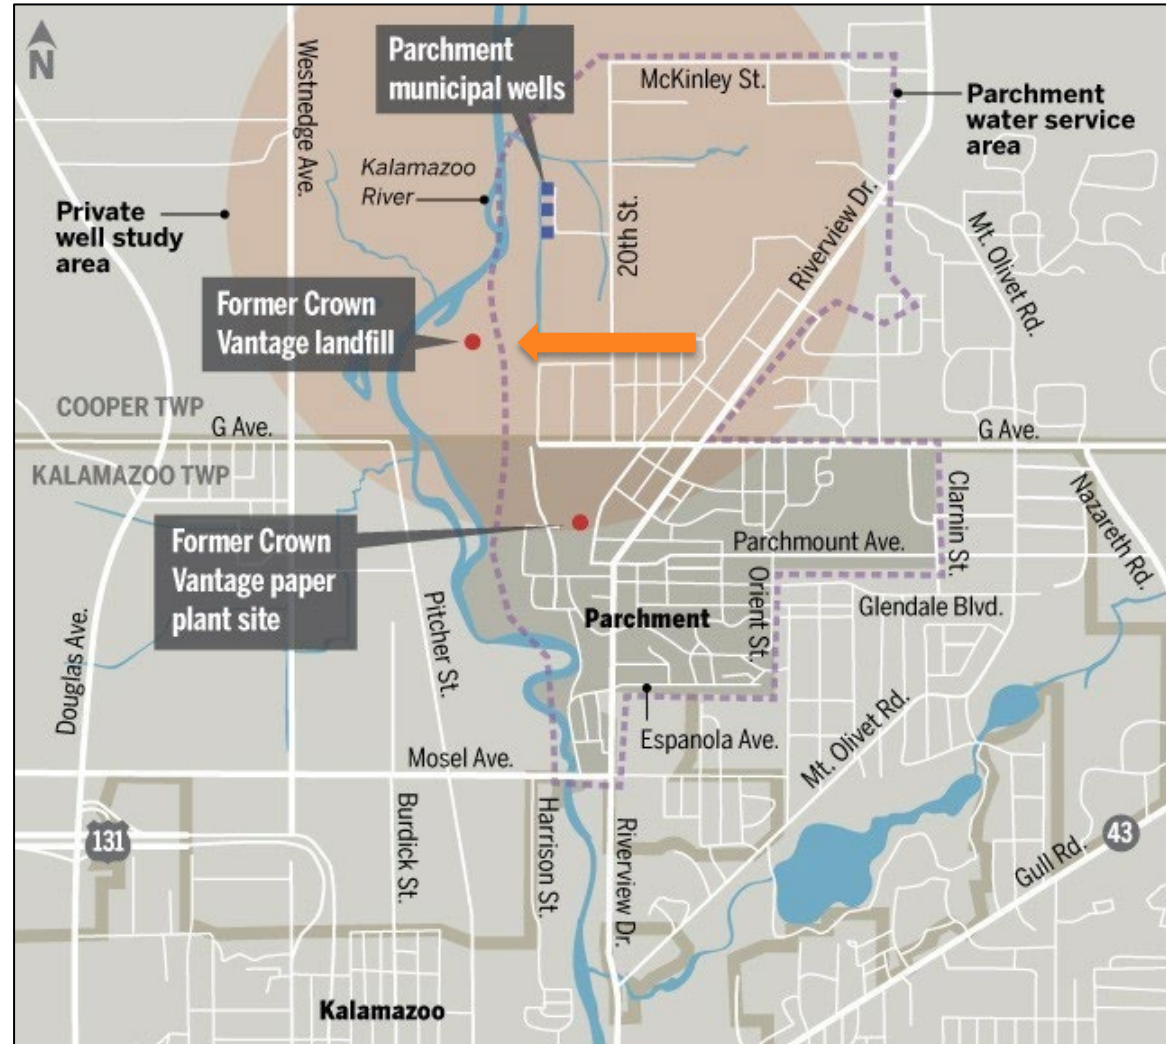 N
Westnedge Ave.
Parchment
municipal wells
McKinley St.
Parchment
water service
area
Kalamazoo
River
Private
well study
area
20th St.
Riverview Dr.
Mt. Olivet Rd.
Former Crown
Vantage landfill
COOPER TWP
G Ave.
G Ave.
KALAMAZOO TWP
Clarnin St.
Nazareth Rd.
Former Crown
Vantage paper
plant site
Parchmount Ave.
Orient St.
Glendale Blvd.
Douglas Ave.
Pitcher St.
Parchment
Mt. Olivet Rd.
Espanola Ave.
Mosel Ave.
131
Burdick St.
Harrison St.
Riverview Dr.
43
Gull Rd.
Kalamazoo